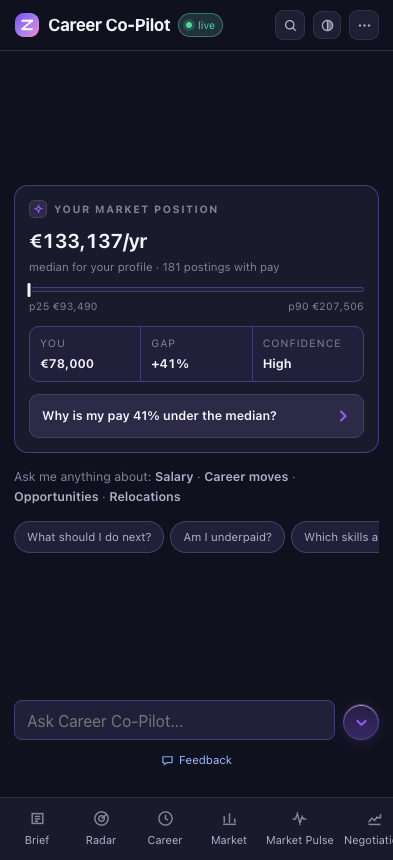 Career Co-Pilot live
YOUR MARKET POSITION
€133,137/yr
median for your profile · 181 postings with pay
p25 €93,490 p90 €207,506
YOU GAP CONFIDENCE
€78,000 +41% High
Why is my pay 41% under the median?
Ask me anything about: Salary · Career moves ·
Opportunities · Relocations
What should I do next? Am I underpaid? Which skills a
Ask Career Co-Pilot...
Feedback
Brief Radar Career Market Market Pulse Negotiati